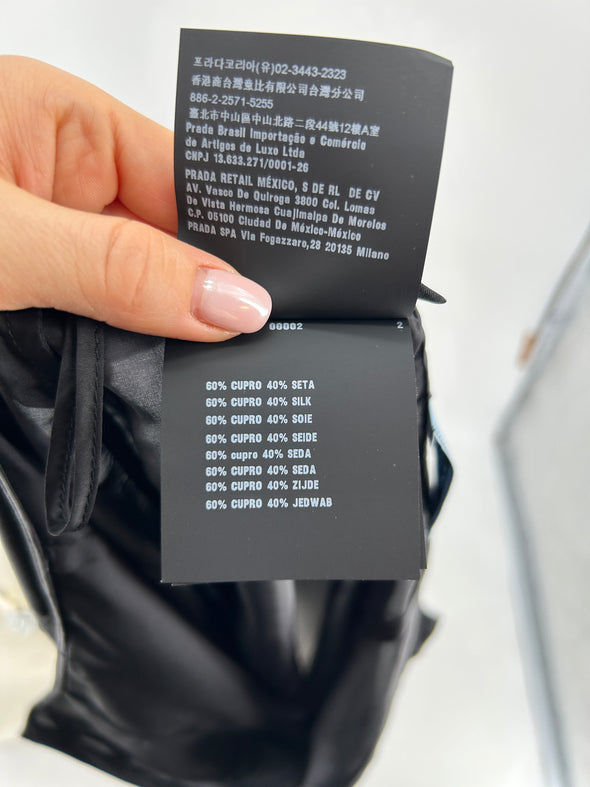 프라다코리아(유)02-3443-2323
香港商台灣意比有限公司台灣分公司
886-2-2571-5255
臺北市中山區中山北路二段44號12樓A室
Prada Brasil Importação e Comércio
de Artigos de Luxo Ltda
CNPJ 13.633.271/0001-26
PRADA RETAIL MÉXICO, S DE RL DE CV
AV. Vasco De Quiroga 3800 Col. Lomas
De Vista Hermosa Cuajimalpa De Morelos
C.P. 05100 Ciudad De México-México
PRADA SPA Via Fogazzaro,28 20135 Milano
00002 2
60% CUPRO 40% SETA
60% CUPRO 40% SILK
60% CUPRO 40% SOIE
60% CUPRO 40% SEIDE
60% cupro 40% SEDA
60% CUPRO 40% SEDA
60% CUPRO 40% ZIJDE
60% CUPRO 40% JEDWAB